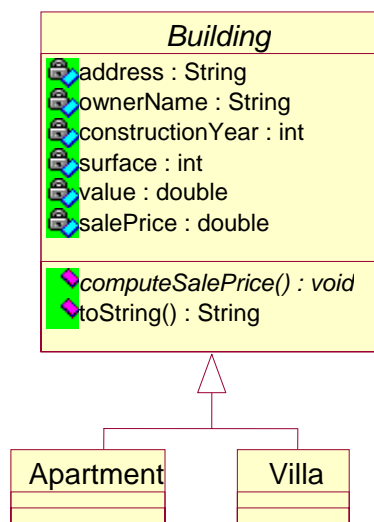 Building
address : String
ownerName : String
constructionYear : int
surface : int
value : double
salePrice : double
computeSalePrice() : void
toString() : String
Apartment
Villa